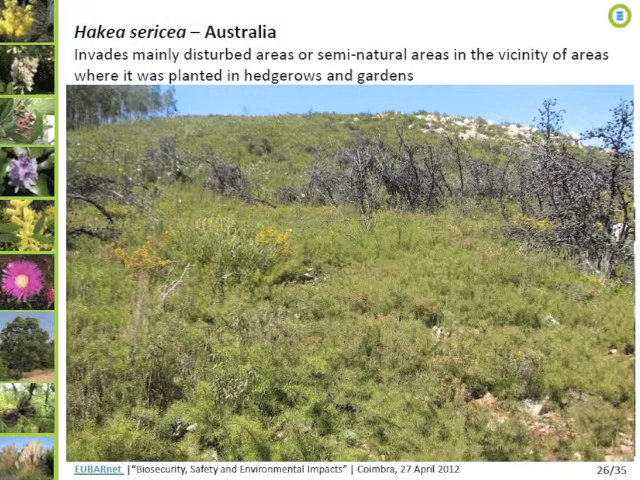 Hakea sericea – Australia
Invades mainly disturbed areas or semi-natural areas in the vicinity of areas
where it was planted in hedgerows and gardens
EUBARnet |"Biosecurity, Safety and Environmental Impacts" | Coimbra, 27 April 2012
26/35